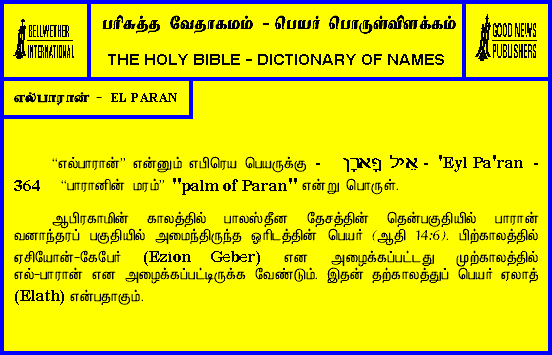 BELLWETHER
INTERNATIONAL
பரிசுத்த வேதாகமம் - பெயர் பொருள்விளக்கம்
THE HOLY BIBLE - DICTIONARY OF NAMES
GOOD NEWS
PUBLISHERS
எல்பாரான் - EL PARAN
“எல்பாரான்” என்னும் எபிரெய பெயருக்கு - אֵיל פָּארָן - 'Eyl Pa'ran -
364 “பாரானின் மரம்” "palm of Paran" என்று பொருள்.
ஆபிரகாமின் காலத்தில் பாலஸ்தீன தேசத்தின் தென்பகுதியில் பாரான்
வனாந்தரப் பகுதியில் அமைந்திருந்த ஓரிடத்தின் பெயர் (ஆதி 14:6). பிற்காலத்தில்
ஏசியோன்-கேபேர் (Ezion Geber) என அழைக்கப்பட்டது முற்காலத்தில்
எல்-பாரான் என அழைக்கப்பட்டிருக்க வேண்டும். இதன் தற்காலத்துப் பெயர் ஏலாத்
(Elath) என்பதாகும்.